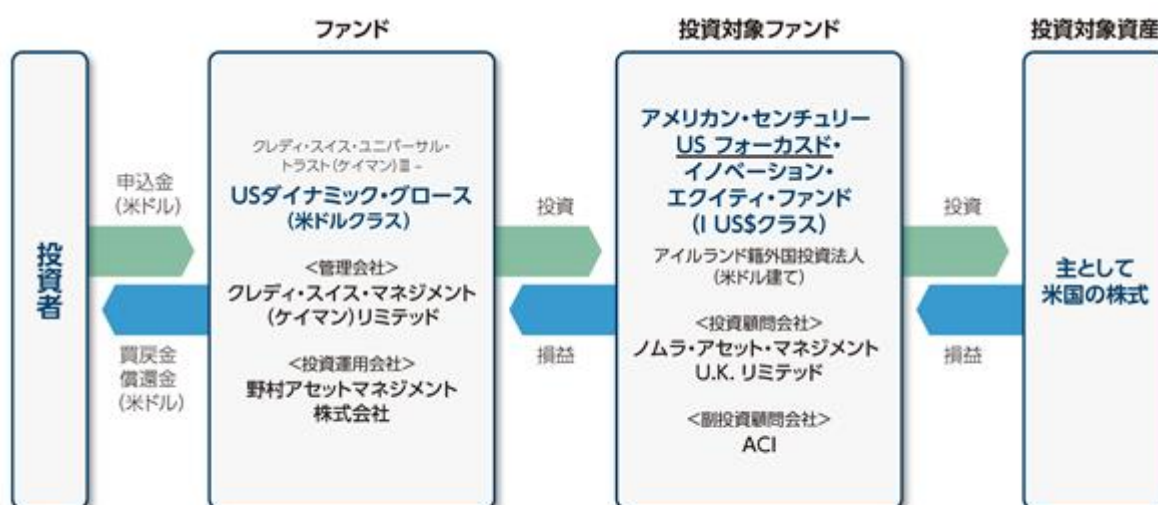 ファンド
投資対象ファンド
投資対象資産
投資者
申込金
(米ドル)
買戻金
償還金
(米ドル)
クレディ・スイス・ユニバーサル・
トラスト(ケイマン)Ⅲ –
USダイナミック・グロース
(米ドルクラス)
<管理会社>
クレディ・スイス・マネジメント
(ケイマン)リミテッド
<投資運用会社>
野村アセットマネジメント
株式会社
投資
損益
アメリカン・センチュリー
US フォーカスド・
イノベーション・
エクイティ・ファンド
(I US$クラス)
アイルランド籍外国投資法人
(米ドル建て)
<投資顧問会社>
ノムラ・アセット・マネジメント
U.K. リミテッド
<副投資顧問会社>
ACI
投資
損益
主として
米国の株式